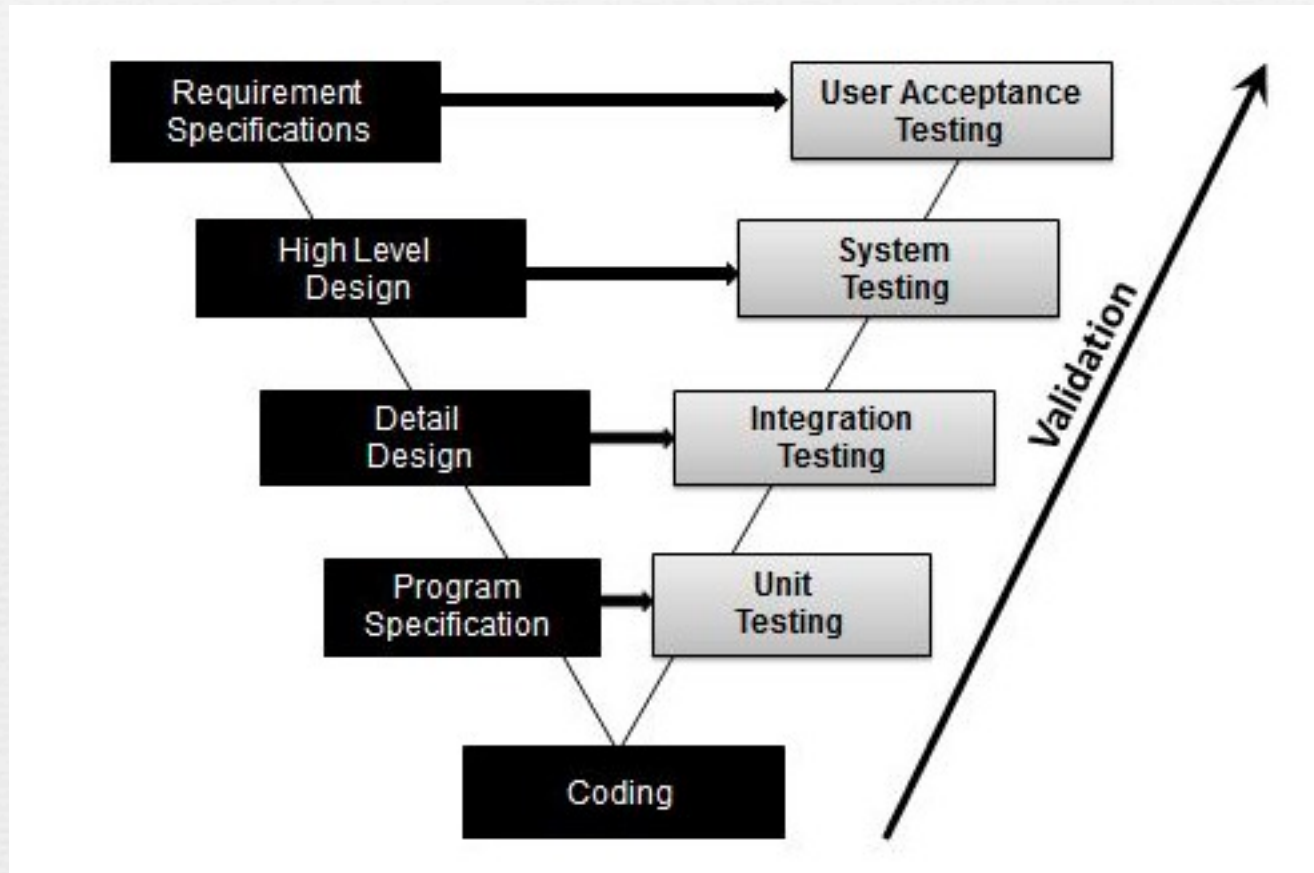 Requirement
Specifications
User Acceptance
Testing
High Level
Design
System
Testing
Validation
Detail
Design
Integration
Testing
Program
Specification
Unit
Testing
Coding